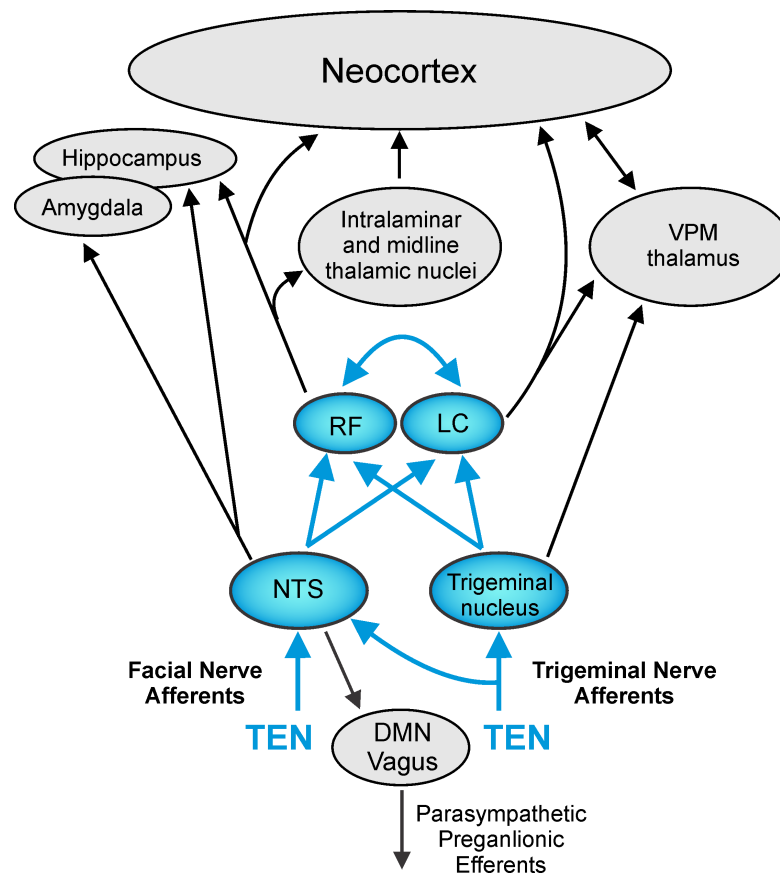 Neocortex
Hippocampus
Amygdala
Intralaminar
and midline
thalamic nuclei
VPM
thalamus
RF
LC
NTS
Trigeminal
nucleus
Facial Nerve
Afferents
Trigeminal Nerve
Afferents
TEN
TEN
DMN
Vagus
Parasympathetic
Preganlionic
Efferents